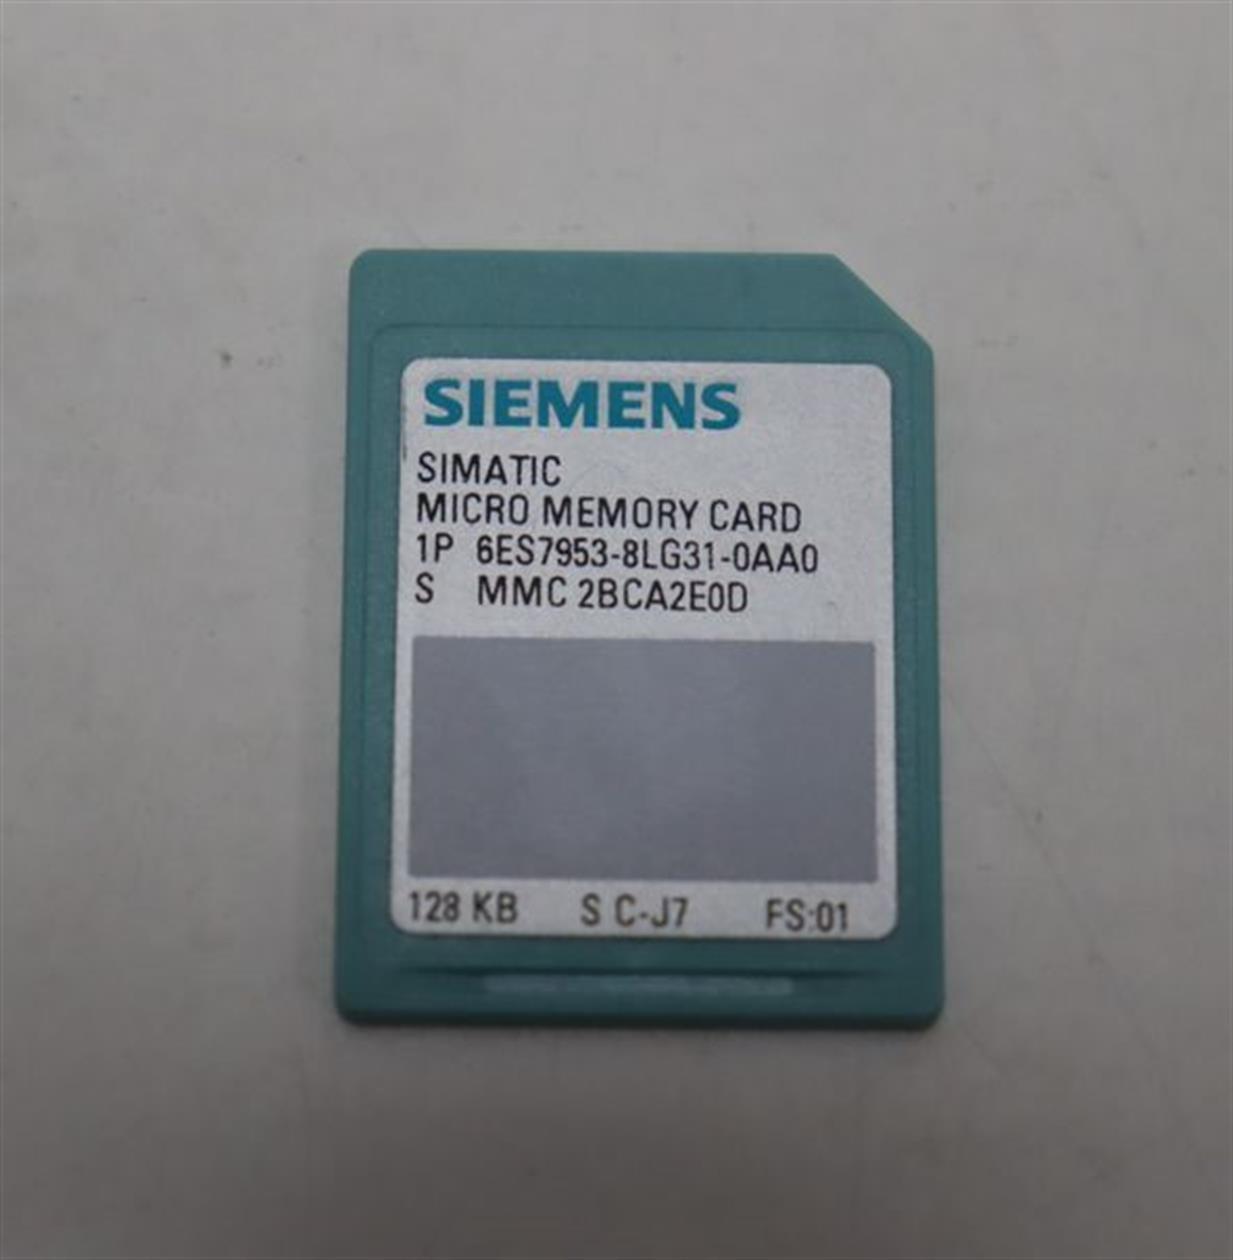 SIEMENS
SIMATIC
MICRO MEMORY CARD
1P 6ES7953-8LG31-0AA0
S MMC 2BCA2E0D
128 KB S C-J7 FS:01